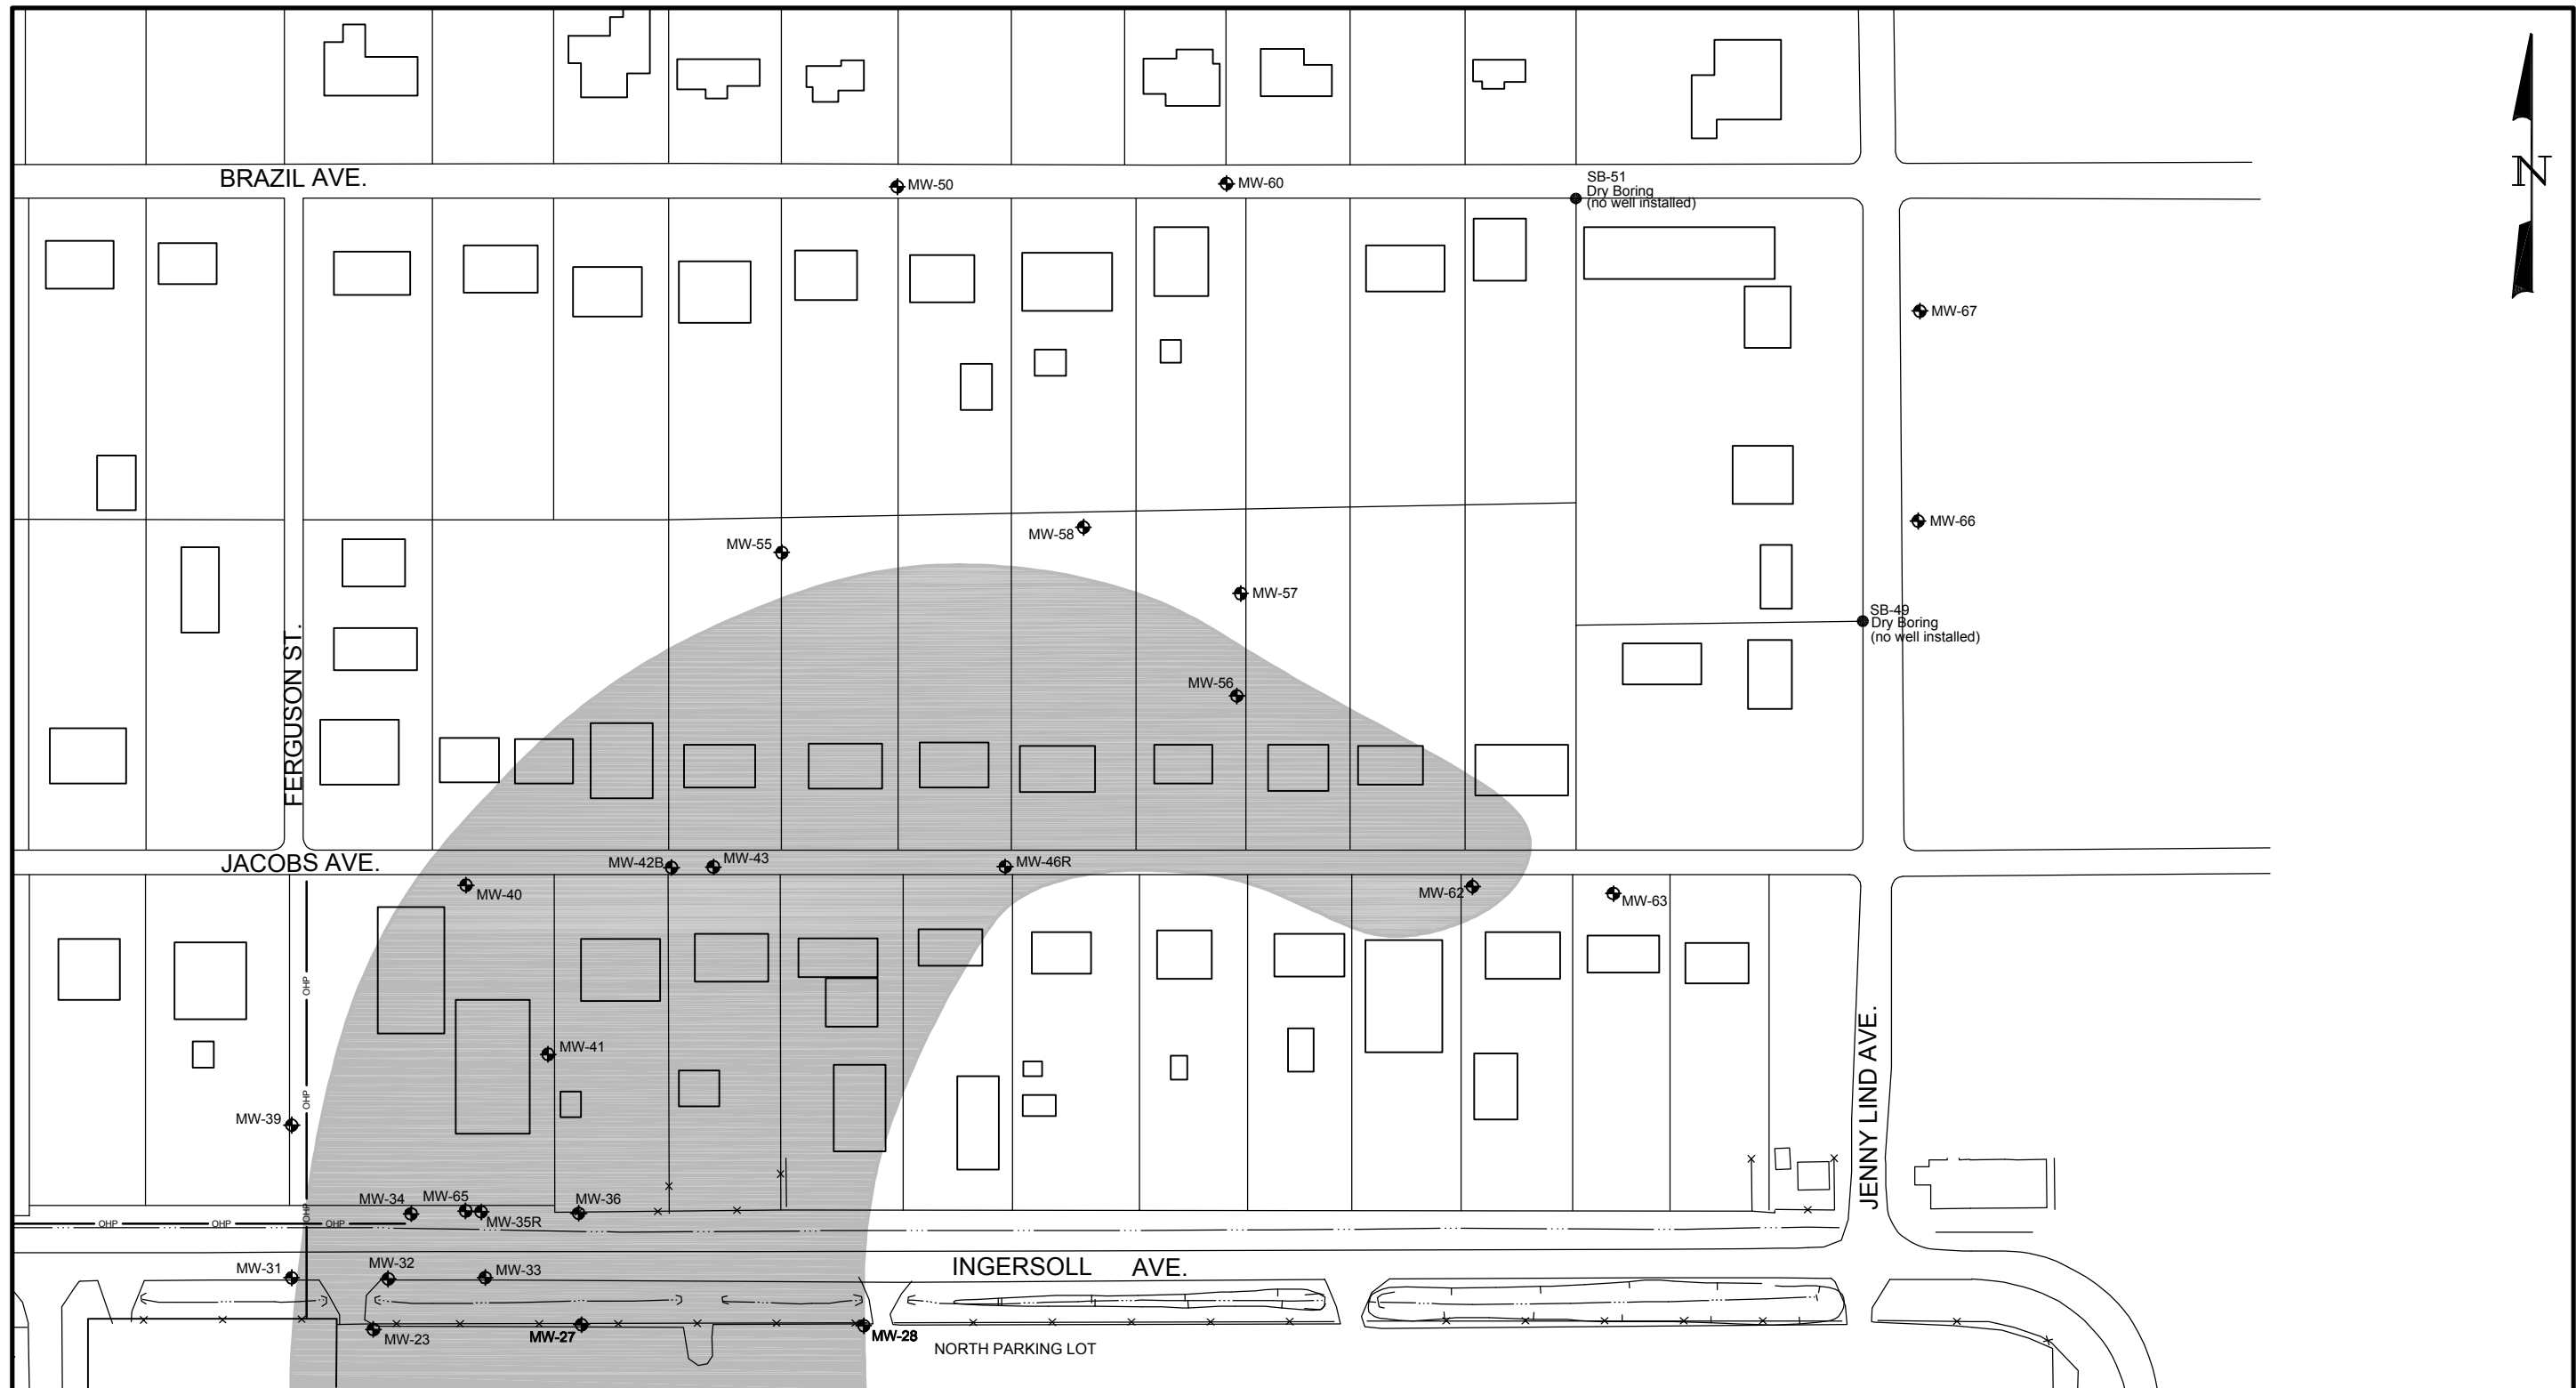 BRAZIL AVE.
MW-50
MW-60
SB-51
Dry Boring
(no well installed)
N
MW-67
MW-66
MW-58
MW-55
MW-57
SB-49
Dry Boring
(no well installed)
FERGUSON ST.
MW-56
JACOBS AVE.
MW-42B
MW-43
MW-46R
MW-40
MW-62
MW-63
OHP
MW-41
OHP
MW-39
JENNY LIND AVE.
MW-34
MW-65
MW-36
MW-35R
OHP
OHP
OHP
OHP
INGERSOLL AVE.
MW-31
MW-32
MW-33
MW-23
MW-27
MW-28
NORTH PARKING LOT